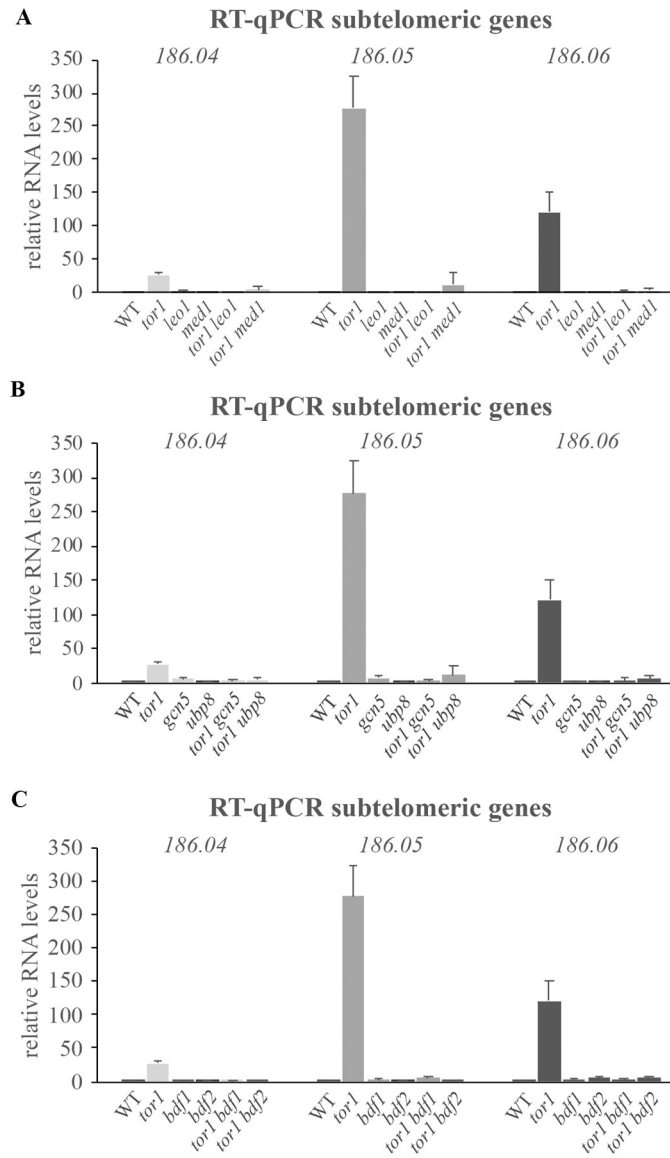 A
RT-qPCR subtelomeric genes
186.04 186.05 186.06
relative RNA levels
350
300
250
200
150
100
50
0
WT tor1 leo1 med1 tor1 leo1 tor1 med1 WT tor1 leo1 med1 tor1 leo1 tor1 med1 WT tor1 leo1 med1 tor1 leo1 tor1 med1
B
RT-qPCR subtelomeric genes
186.04 186.05 186.06
relative RNA levels
350
300
250
200
150
100
50
0
WT tor1 gcn5 ubp8 tor1 gcn5 tor1 ubp8 WT tor1 gcn5 ubp8 tor1 gcn5 tor1 ubp8 WT tor1 gcn5 ubp8 tor1 gcn5 tor1 ubp8
C
RT-qPCR subtelomeric genes
186.04 186.05 186.06
relative RNA levels
350
300
250
200
150
100
50
0
WT tor1 bdf1 bdf2 tor1 bdf1 tor1 bdf2 WT tor1 bdf1 bdf2 tor1 bdf1 tor1 bdf2 WT tor1 bdf1 bdf2 tor1 bdf1 tor1 bdf2